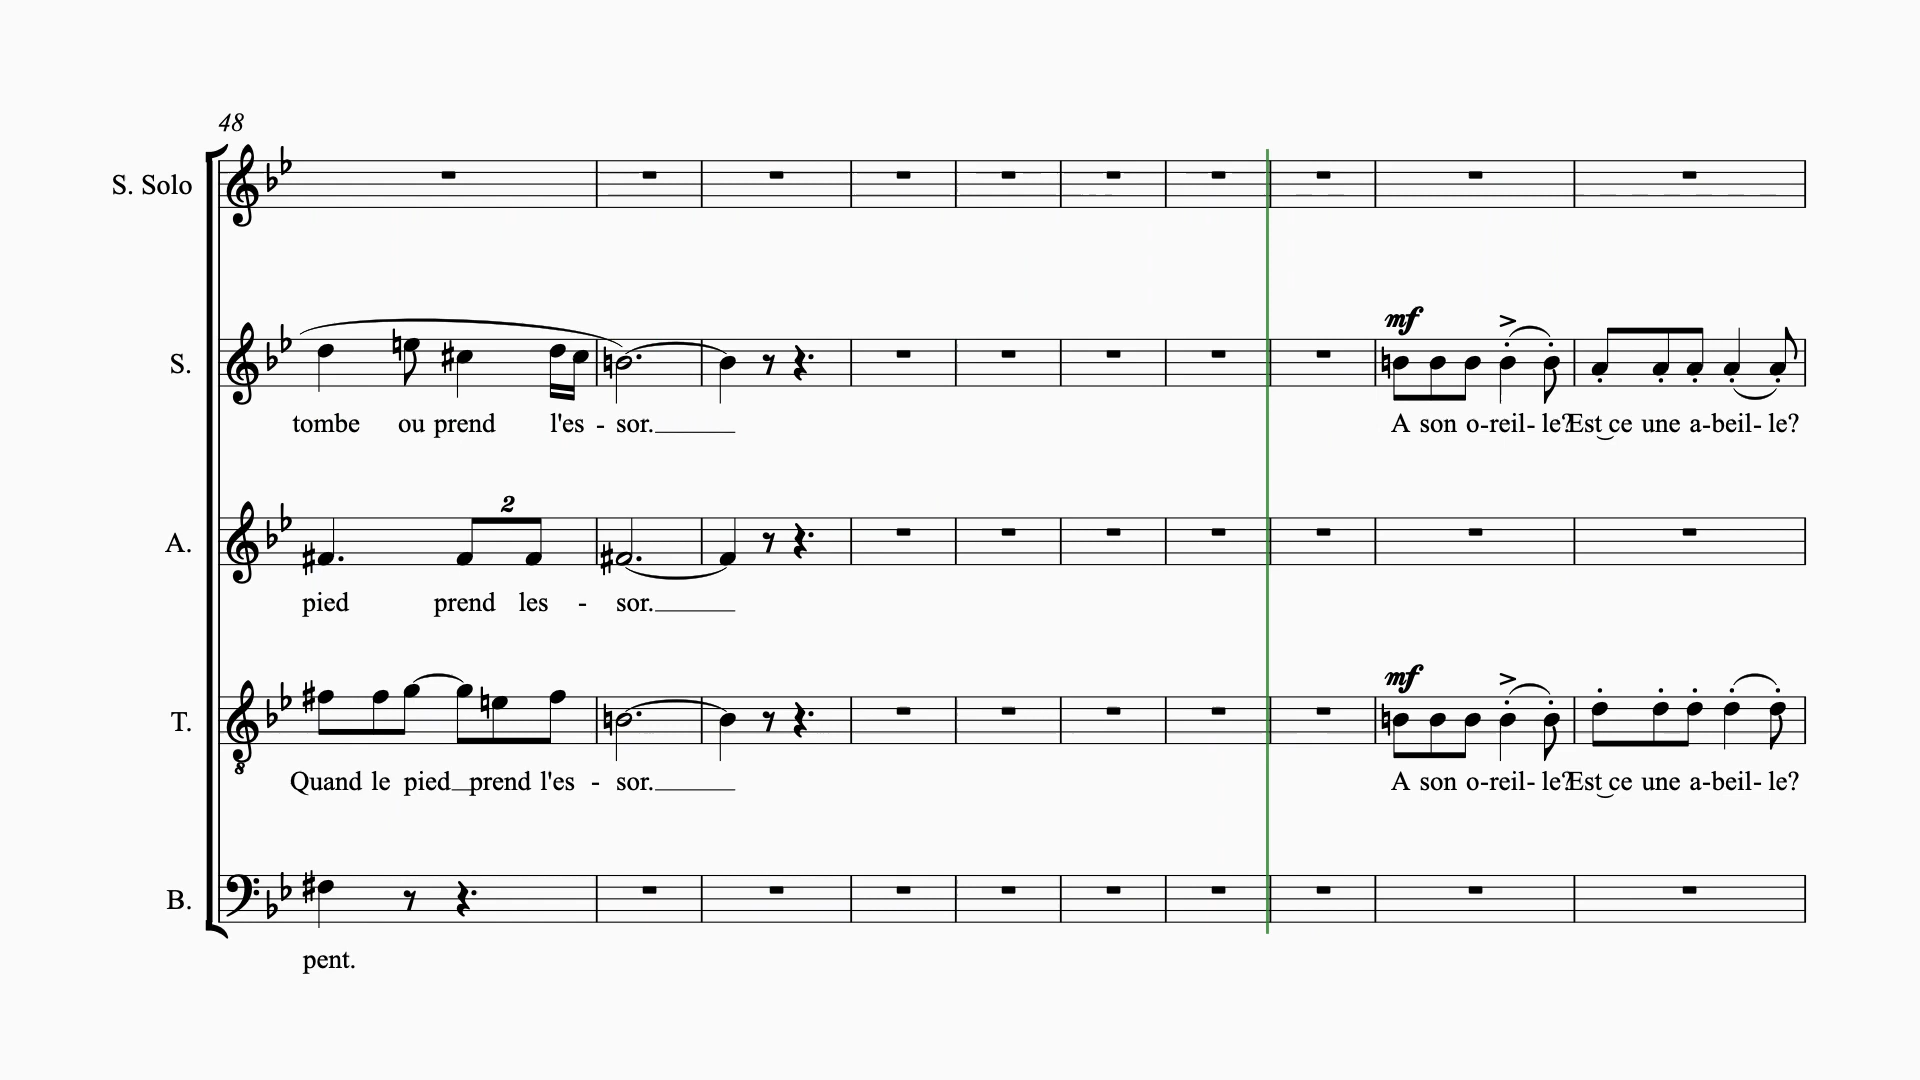 48
S. Solo
mf
S.
tombe ou prend l'es - sor. A son o-reil- le? Est ce une a-beil- le?
2
A.
pied prend les - sor.
mf
T.
Quand le pied prend l'es - sor. A son o-reil- le? Est ce une a-beil- le?
8
B.
pent.